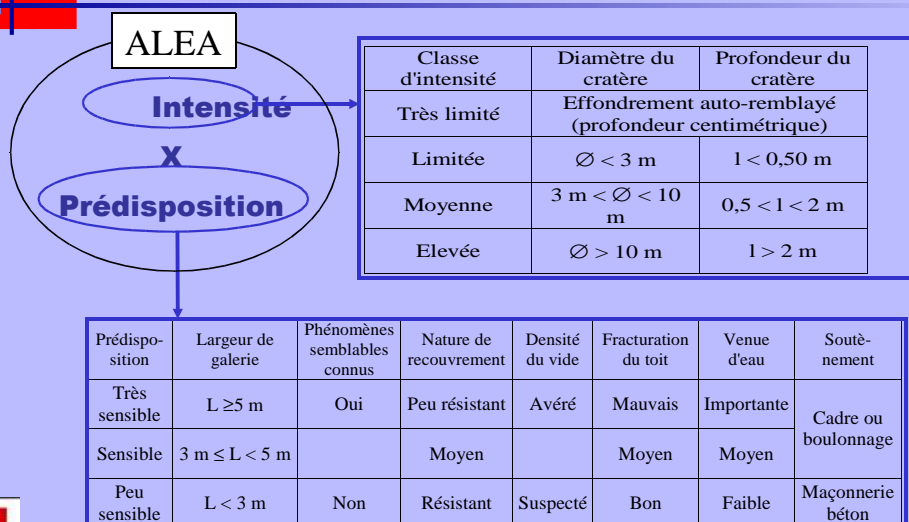 ALEA
Intensité
X
Prédisposition
Classe d'intensité Diamètre du cratère Profondeur du cratère
Très limité Effondrement auto-remblayé (profondeur centimétrique)
Limitée ∅ < 3 m l < 0,50 m
Moyenne 3 m < ∅ < 10 m 0,5 < l < 2 m
Elevée ∅ > 10 m l > 2 m
Prédispo-sition Largeur de galerie Phénomènes semblables connus Nature de recouvrement Densité du vide Fracturation du toit Venue d'eau Soutè-nement
Très sensible L ≥5 m Oui Peu résistant Avéré Mauvais Importante Cadre ou boulonnage
Sensible 3 m ≤ L < 5 m Moyen Moyen Moyen
Peu sensible L < 3 m Non Résistant Suspecté Bon Faible Maçonnerie béton